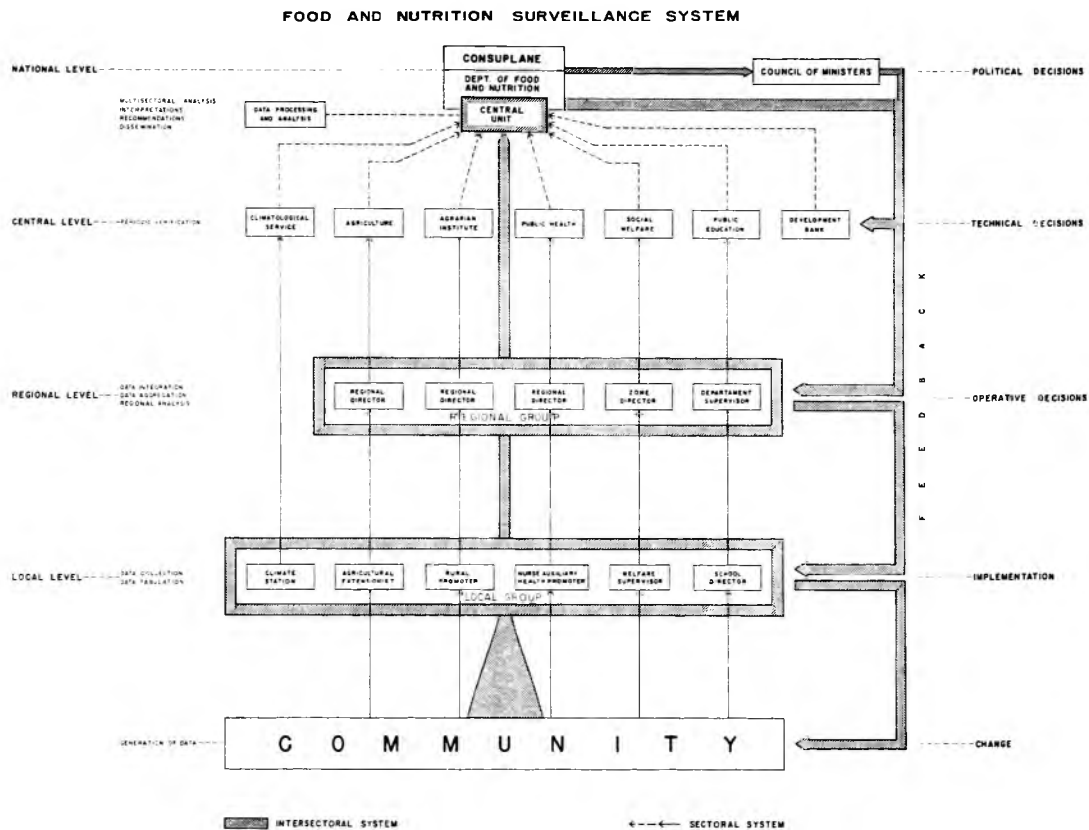 FOOD AND NUTRITION SURVEILLANCE SYSTEM
CONSUPLANE
NATIONAL LEVEL
COUNCIL OF MINISTERS
POLITICAL DECISIONS
DEPT. OF FOOD
AND NUTRITION
MULTISECTORAL ANALYSIS
INTERPRETATIONS
RECOMMENDATIONS
DISSEMINATION
DATA PROCESSING
AND ANALYSIS
CENTRAL
UNIT
CENTRAL LEVEL
PERIODIC VERIFICATION
CLIMATOLOGICAL
SERVICE
AGRICULTURE
AGRARIAN
INSTITUTE
PUBLIC HEALTH
SOCIAL
WELFARE
PUBLIC
EDUCATION
DEVELOPMENT
BANK
TECHNICAL DECISIONS
FEEDBACK
REGIONAL LEVEL
DATA INTEGRATION
DATA AGGREGATION
REGIONAL ANALYSIS
REGIONAL
DIRECTOR
REGIONAL
DIRECTOR
REGIONAL
DIRECTOR
ZONE
DIRECTOR
DEPARTAMENT
SUPERVISOR
REGIONAL GROUP
OPERATIVE DECISIONS
LOCAL LEVEL
DATA COLLECTION
DATA TABULATION
CLIMATE
STATION
AGRICULTURAL
EXTENSIONIST
RURAL
PROMOTER
NURSE AUXILIARY
HEALTH PROMOTER
WELFARE
SUPERVISOR
SCHOOL
DIRECTOR
LOCAL GROUP
IMPLEMENTATION
GENERATION OF DATA
COMMUNITY
CHANGE
INTERSECTORAL SYSTEM
SECTORAL SYSTEM